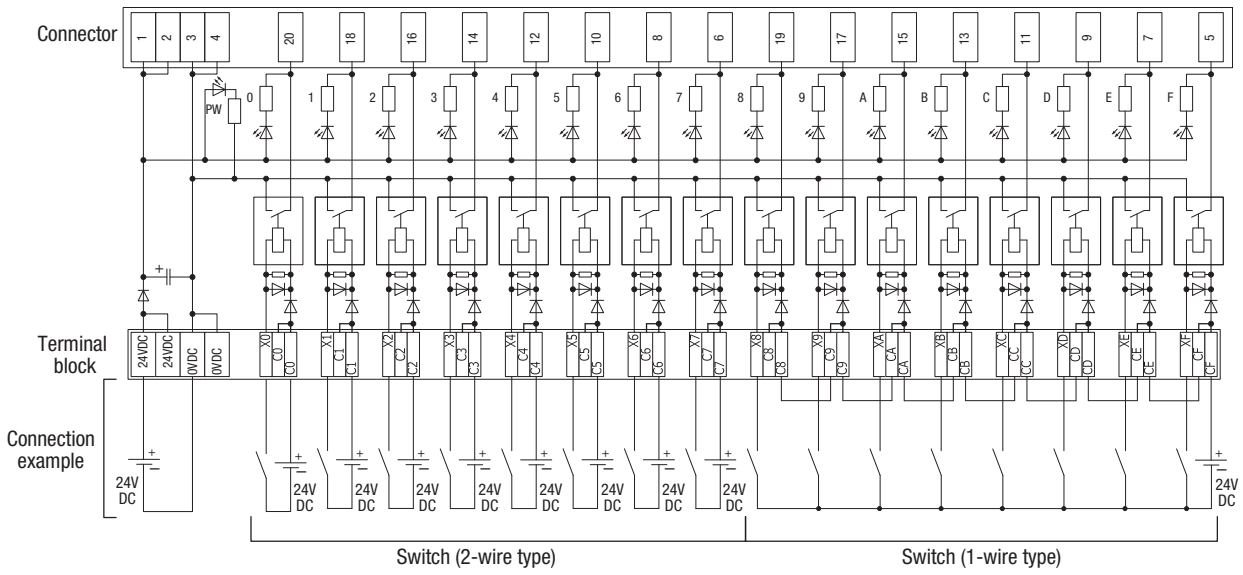 Connector
1 2 3 4 20 18 16 14 12 10 8 6 19 17 15 13 11 9 7 5
PW 0 1 2 3 4 5 6 7 8 9 A B C D E F
+
Terminal block
24VDC 24VDC 0VDC 0VDC
X0 C0 C0 X1 C1 C1 X2 C2 C2 X3 C3 C3 X4 C4 C4 X5 C5 C5 X6 C6 C6 X7 C7 C7 X8 C8 C8 X9 C9 C9 XA CA CA XB CB CB XC CC CC XD CD CD XE CE CE XF CF CF
Connection example
+ − 24V DC
+ − 24V DC
+ − 24V DC
+ − 24V DC
+ − 24V DC
+ − 24V DC
+ − 24V DC
+ − 24V DC
+ − 24V DC
+ − 24V DC
Switch (2-wire type)
Switch (1-wire type)